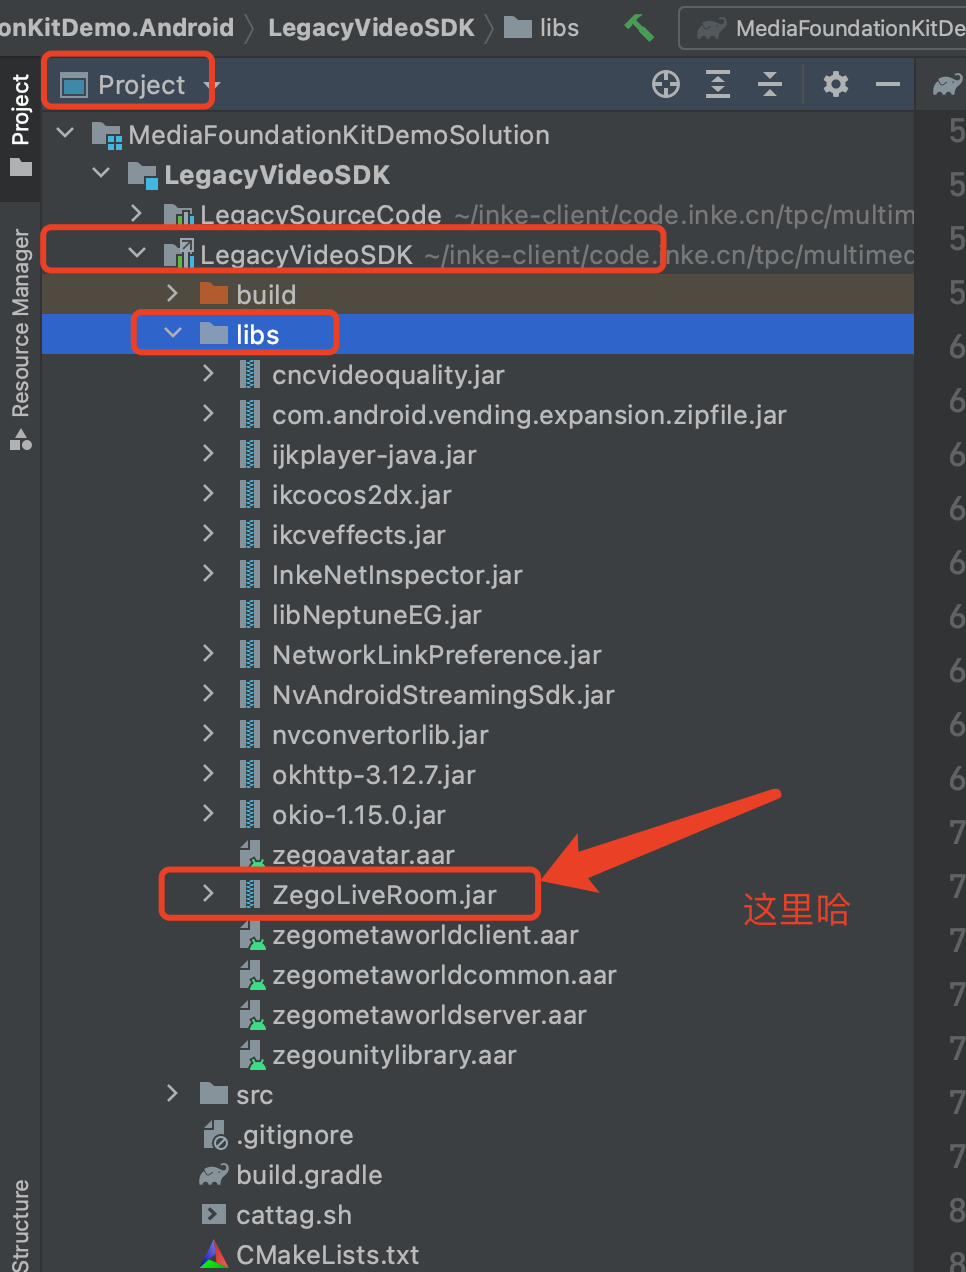 onKitDemo.Android LegacyVideoSDK libs MediaFoundationKitDe
Project
Project
Resource Manager
Structure
MediaFoundationKitDemoSolution
LegacyVideoSDK
LegacySourceCode ~/inke-client/code.inke.cn/tpc/multim
LegacyVideoSDK ~/inke-client/code.inke.cn/tpc/multimed
build
libs
cncvideoquality.jar
com.android.vending.expansion.zipfile.jar
ijkplayer-java.jar
ikcocos2dx.jar
ikcveffects.jar
InkeNetInspector.jar
libNeptuneEG.jar
NetworkLinkPreference.jar
NvAndroidStreamingSdk.jar
nvconvertorlib.jar
okhttp-3.12.7.jar
okio-1.15.0.jar
zegoavatar.aar
ZegoLiveRoom.jar
这里哈
zegometaworldclient.aar
zegometaworldcommon.aar
zegometaworldserver.aar
zegounitylibrary.aar
src
.gitignore
build.gradle
cattag.sh
CMakeLists.txt
5
5
5
5
6
6
6
6
6
6
6
6
6
7
7
7
7
7
7
7
8
8